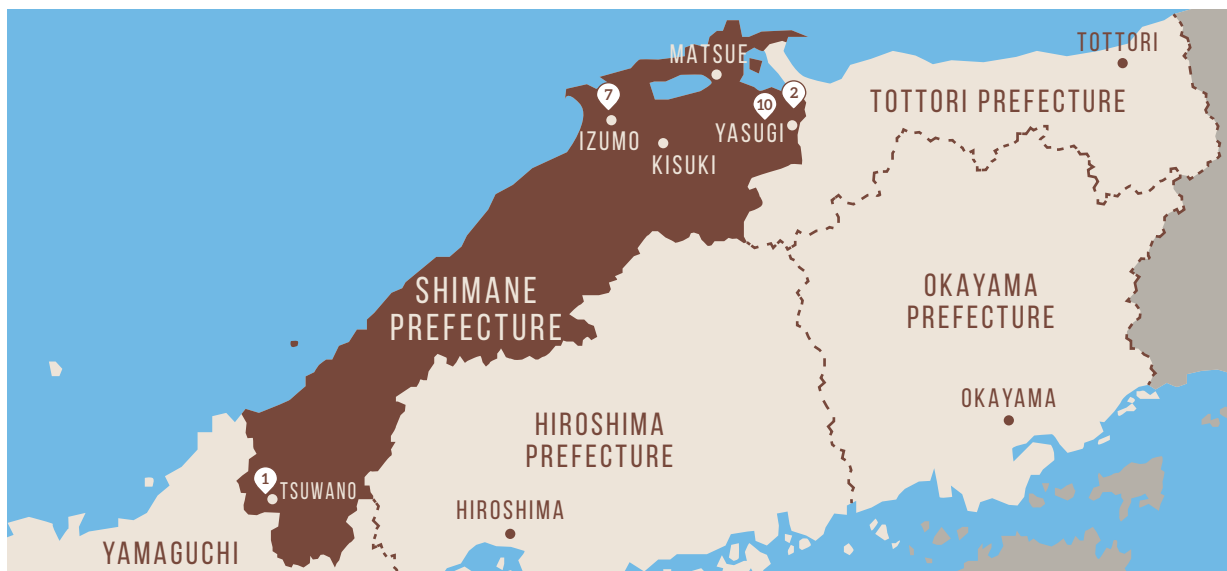 TOTTORI
MATSUE
7
10
2
TOTTORI PREFECTURE
IZUMO
YASUGI
KISUKI
SHIMANE
PREFECTURE
OKAYAMA
PREFECTURE
OKAYAMA
HIROSHIMA
PREFECTURE
1
TSUWANO
HIROSHIMA
YAMAGUCHI